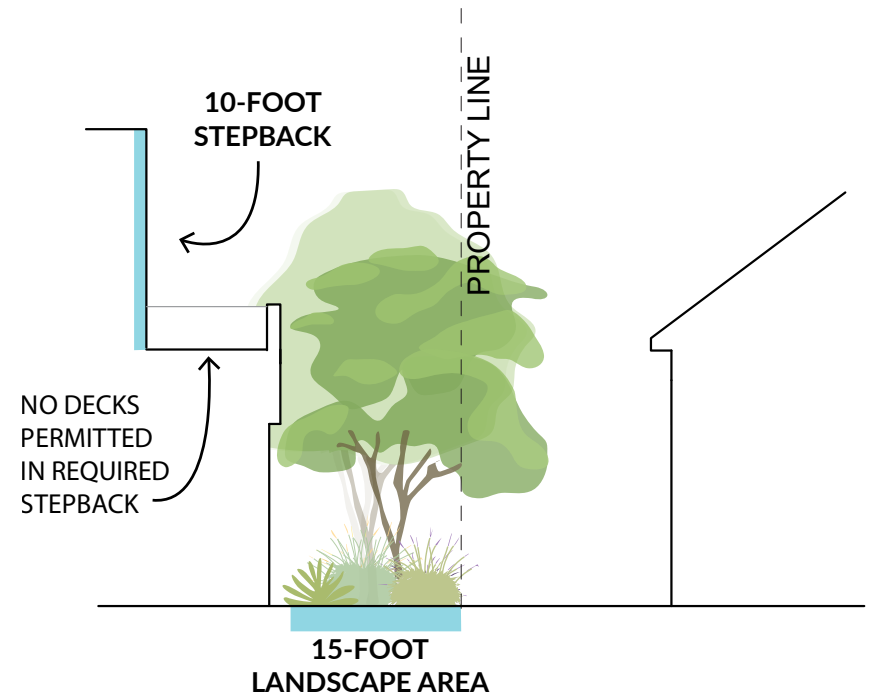 10-FOOT
STEPBACK
PROPERTY LINE
NO DECKS
PERMITTED
IN REQUIRED
STEPBACK
15-FOOT
LANDSCAPE AREA